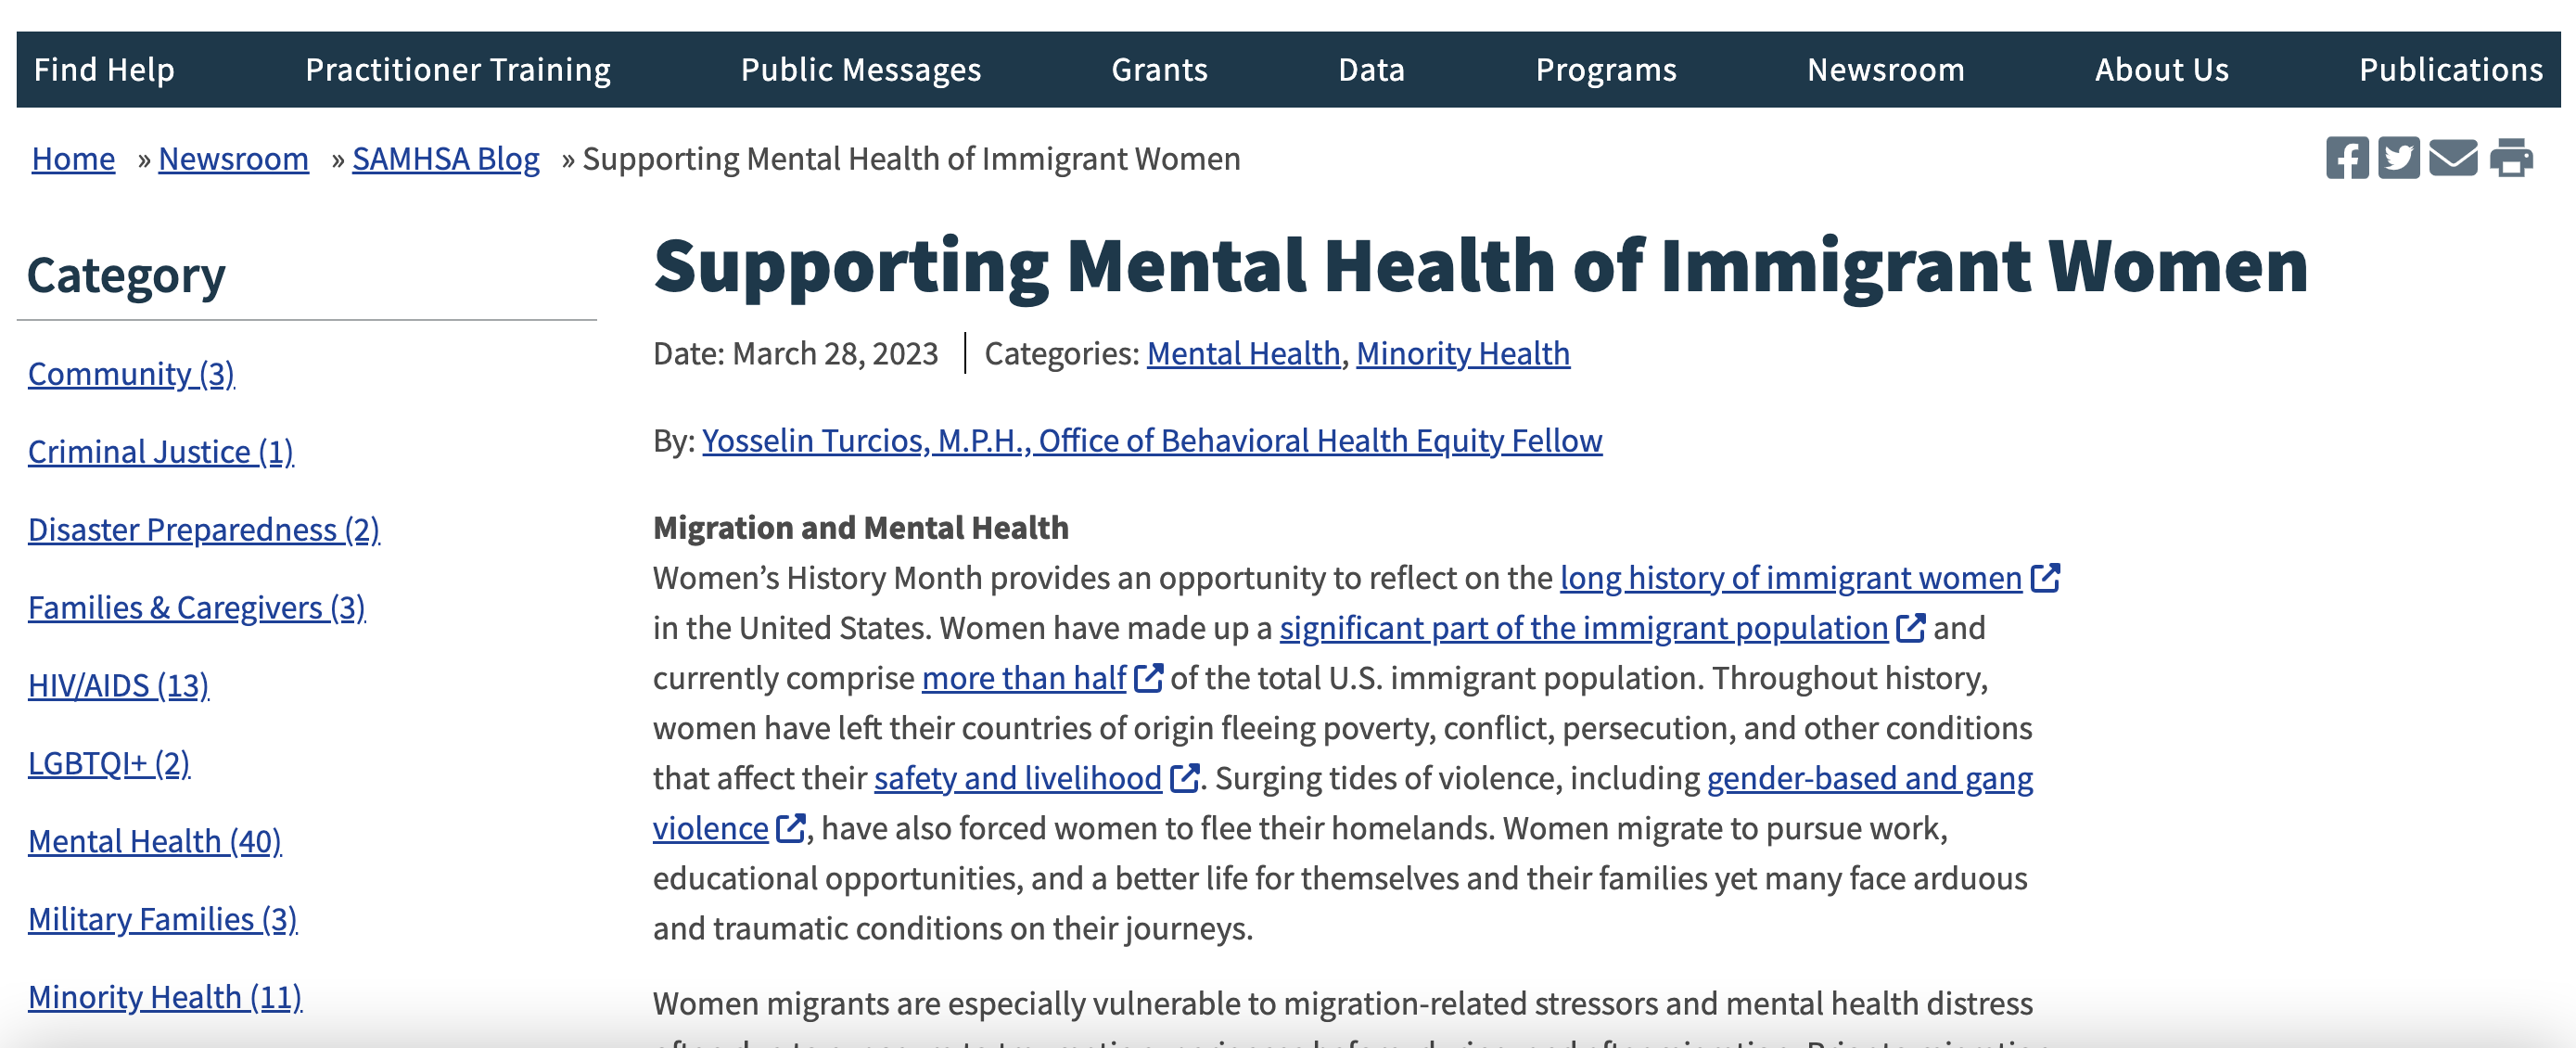 Find Help Practitioner Training Public Messages Grants Data Programs Newsroom About Us Publications
Home » Newsroom » SAMHSA Blog » Supporting Mental Health of Immigrant Women
Category
Community (3)
Criminal Justice (1)
Disaster Preparedness (2)
Families & Caregivers (3)
HIV/AIDS (13)
LGBTQI+ (2)
Mental Health (40)
Military Families (3)
Minority Health (11)
Supporting Mental Health of Immigrant Women
Date: March 28, 2023 | Categories: Mental Health, Minority Health
By: Yosselin Turcios, M.P.H., Office of Behavioral Health Equity Fellow
Migration and Mental Health
Women’s History Month provides an opportunity to reflect on the long history of immigrant women
in the United States. Women have made up a significant part of the immigrant population and
currently comprise more than half of the total U.S. immigrant population. Throughout history,
women have left their countries of origin fleeing poverty, conflict, persecution, and other conditions
that affect their safety and livelihood. Surging tides of violence, including gender-based and gang
violence, have also forced women to flee their homelands. Women migrate to pursue work,
educational opportunities, and a better life for themselves and their families yet many face arduous
and traumatic conditions on their journeys.
Women migrants are especially vulnerable to migration-related stressors and mental health distress